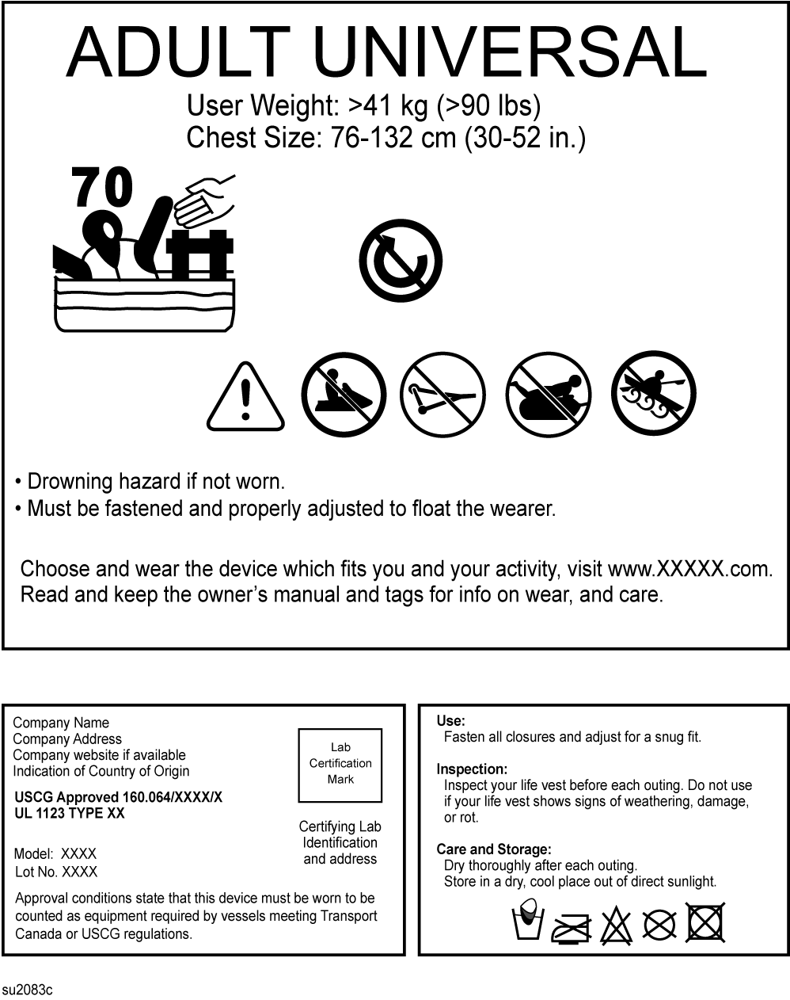 ADULT UNIVERSAL
User Weight: >41 kg (>90 lbs)
Chest Size: 76-132 cm (30-52 in.)
70
• Drowning hazard if not worn.
• Must be fastened and properly adjusted to float the wearer.
Choose and wear the device which fits you and your activity, visit www.XXXXX.com.
Read and keep the owner's manual and tags for info on wear, and care.
Company Name
Company Address
Company website if available
Indication of Country of Origin
USCG Approved 160.064/XXXX/X
UL 1123 TYPE XX
Model: XXXX
Lot No. XXXX
Lab
Certification
Mark
Certifying Lab
Identification
and address
Approval conditions state that this device must be worn to be
counted as equipment required by vessels meeting Transport
Canada or USCG regulations.
Use:
Fasten all closures and adjust for a snug fit.
Inspection:
Inspect your life vest before each outing. Do not use
if your life vest shows signs of weathering, damage,
or rot.
Care and Storage:
Dry thoroughly after each outing.
Store in a dry, cool place out of direct sunlight.
su2083c